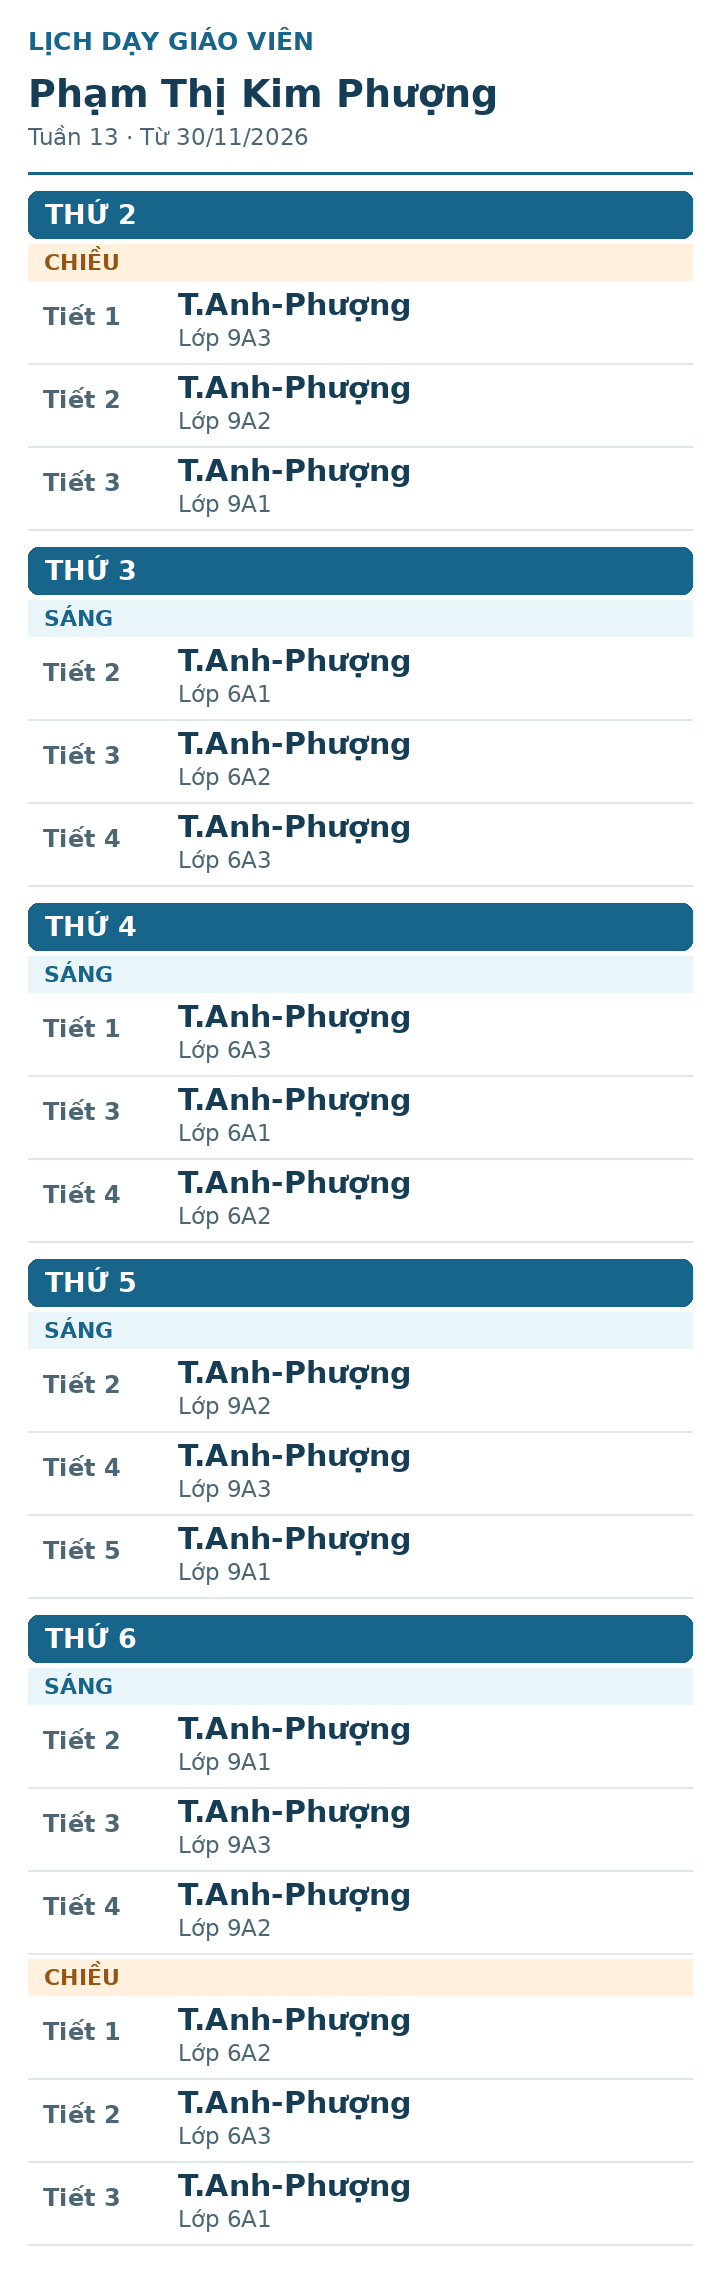 LỊCH DẠY GIÁO VIÊN
Phạm Thị Kim Phượng
Tuần 13 · Từ 30/11/2026
THỨ 2
CHIỀU
Tiết 1
T.Anh-Phượng
Lớp 9A3
Tiết 2
T.Anh-Phượng
Lớp 9A2
Tiết 3
T.Anh-Phượng
Lớp 9A1
THỨ 3
SÁNG
Tiết 2
T.Anh-Phượng
Lớp 6A1
Tiết 3
T.Anh-Phượng
Lớp 6A2
Tiết 4
T.Anh-Phượng
Lớp 6A3
THỨ 4
SÁNG
Tiết 1
T.Anh-Phượng
Lớp 6A3
Tiết 3
T.Anh-Phượng
Lớp 6A1
Tiết 4
T.Anh-Phượng
Lớp 6A2
THỨ 5
SÁNG
Tiết 2
T.Anh-Phượng
Lớp 9A2
Tiết 4
T.Anh-Phượng
Lớp 9A3
Tiết 5
T.Anh-Phượng
Lớp 9A1
THỨ 6
SÁNG
Tiết 2
T.Anh-Phượng
Lớp 9A1
Tiết 3
T.Anh-Phượng
Lớp 9A3
Tiết 4
T.Anh-Phượng
Lớp 9A2
CHIỀU
Tiết 1
T.Anh-Phượng
Lớp 6A2
Tiết 2
T.Anh-Phượng
Lớp 6A3
Tiết 3
T.Anh-Phượng
Lớp 6A1